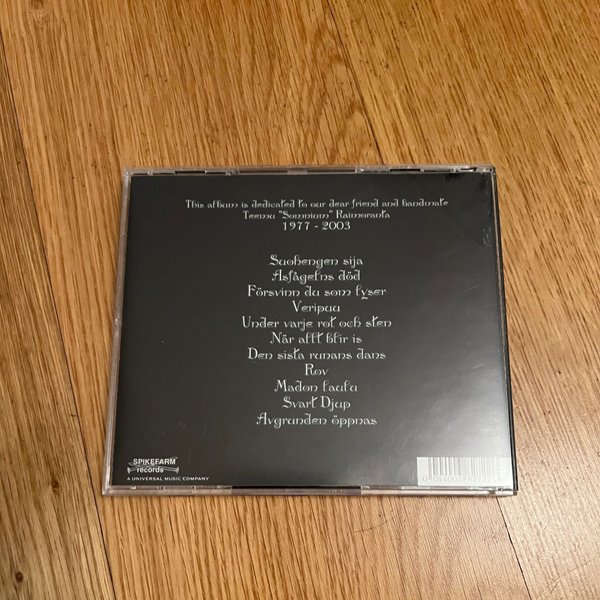 This album is dedicated to our dear friend and bandmate
Teemu "Somnium" Raimoranta
1977 - 2003
Suohengen sija
Asfågelns död
Försvinn du som lyser
Veripuu
Under varje rot och sten
När allt blir is
Den sista runans dans
Rov
Madon laulu
Svart Djup
Avgrunden öppnas
SPIKEFARM
records
A UNIVERSAL MUSIC COMPANY